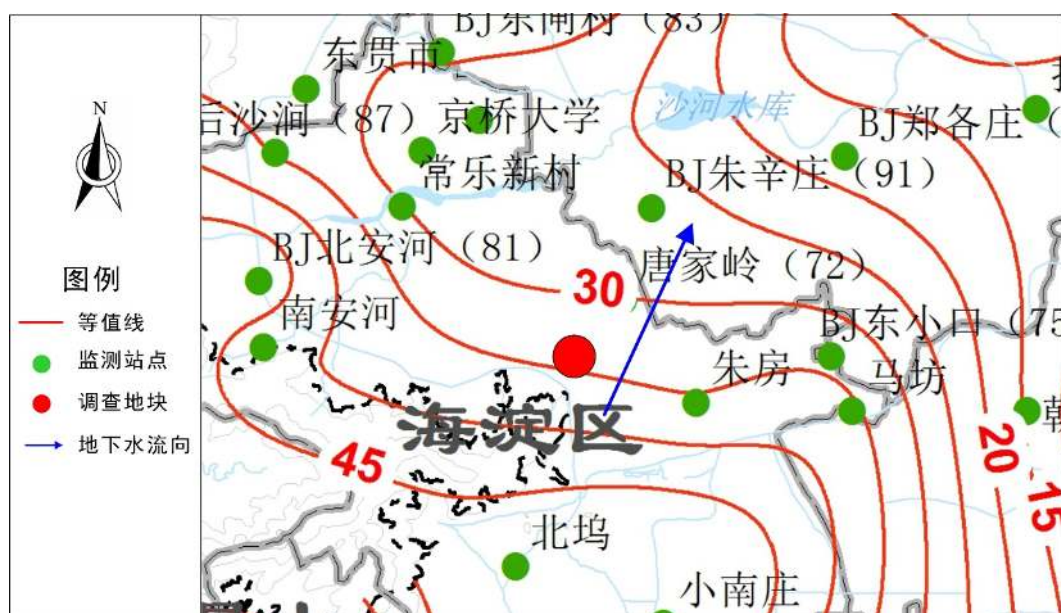 N
图例
等值线
监测站点
调查地块
地下水流向
BJ东闸村（83）
东贯市
后沙涧（87）
京桥大学
沙河水库
BJ郑各庄
常乐新村
BJ朱辛庄（91）
BJ北安河（81）
唐家岭（72）
30
南安河
BJ东小口（75
朱房
马坊
海淀区
朝
45
20
15
北坞
小南庄